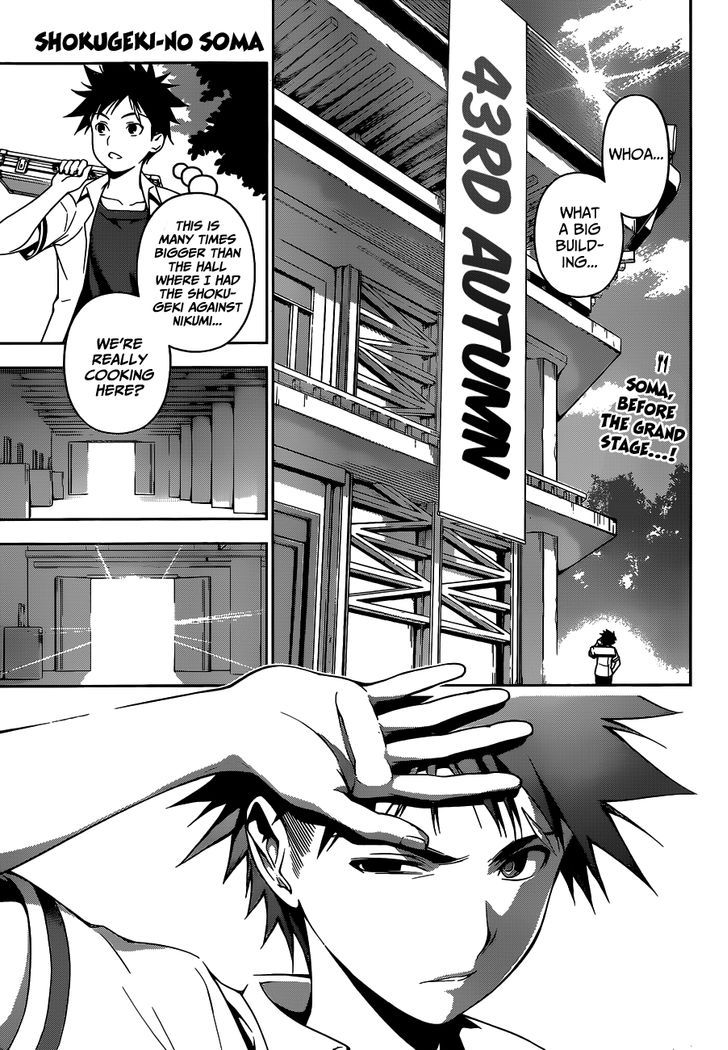 SHOKUGEKI-NO SOMA
WHOA...
WHAT
A BIG
BUILD-
ING...
43RD AUTUMN
SOMA,
BEFORE
THE GRAND
STAGE...!
THIS IS
MANY TIMES
BIGGER THAN
THE HALL
WHERE I HAD
THE SHOKU-
GEKI AGAINST
NIKUMI...
WE'RE
REALLY
COOKING
HERE?